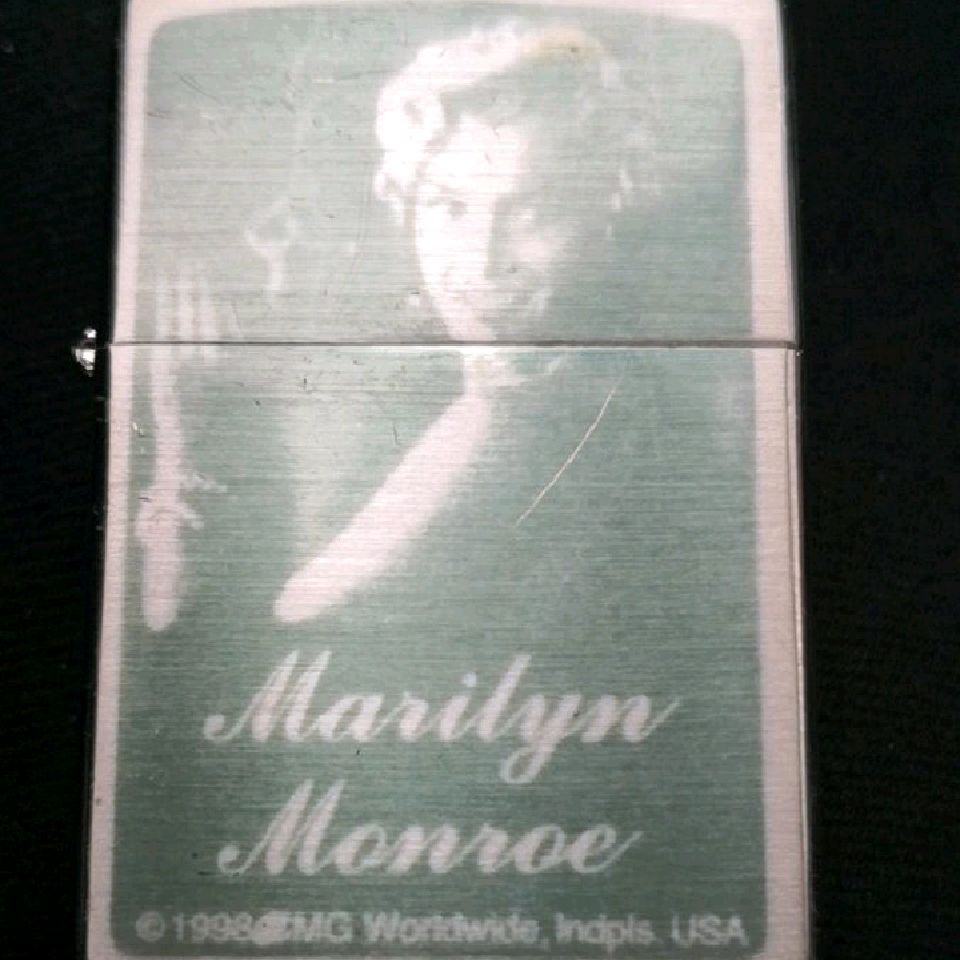 Marilyn
Monroe
© 1998 CMG Worldwide, Indpls. USA